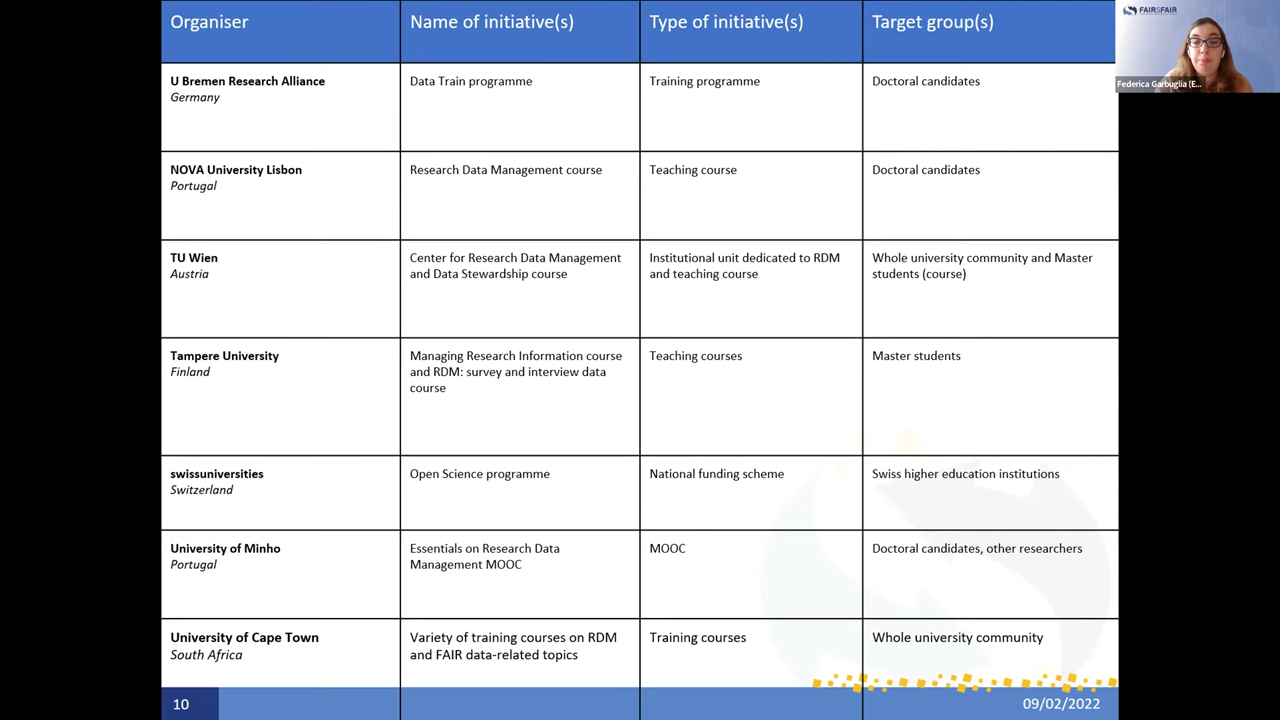 Organiser
Name of initiative(s)
Type of initiative(s)
Target group(s)
U Bremen Research Alliance
Germany
Data Train programme
Training programme
Doctoral candidates
NOVA University Lisbon
Portugal
Research Data Management course
Teaching course
Doctoral candidates
TU Wien
Austria
Center for Research Data Management
and Data Stewardship course
Institutional unit dedicated to RDM
and teaching course
Whole university community and Master
students (course)
Tampere University
Finland
Managing Research Information course
and RDM: survey and interview data
course
Teaching courses
Master students
swissuniversities
Switzerland
Open Science programme
National funding scheme
Swiss higher education institutions
University of Minho
Portugal
Essentials on Research Data
Management MOOC
MOOC
Doctoral candidates, other researchers
University of Cape Town
South Africa
Variety of training courses on RDM
and FAIR data-related topics
Training courses
Whole university community
10
09/02/2022
FAIRSFAIR
Federica Garbuglia (E...